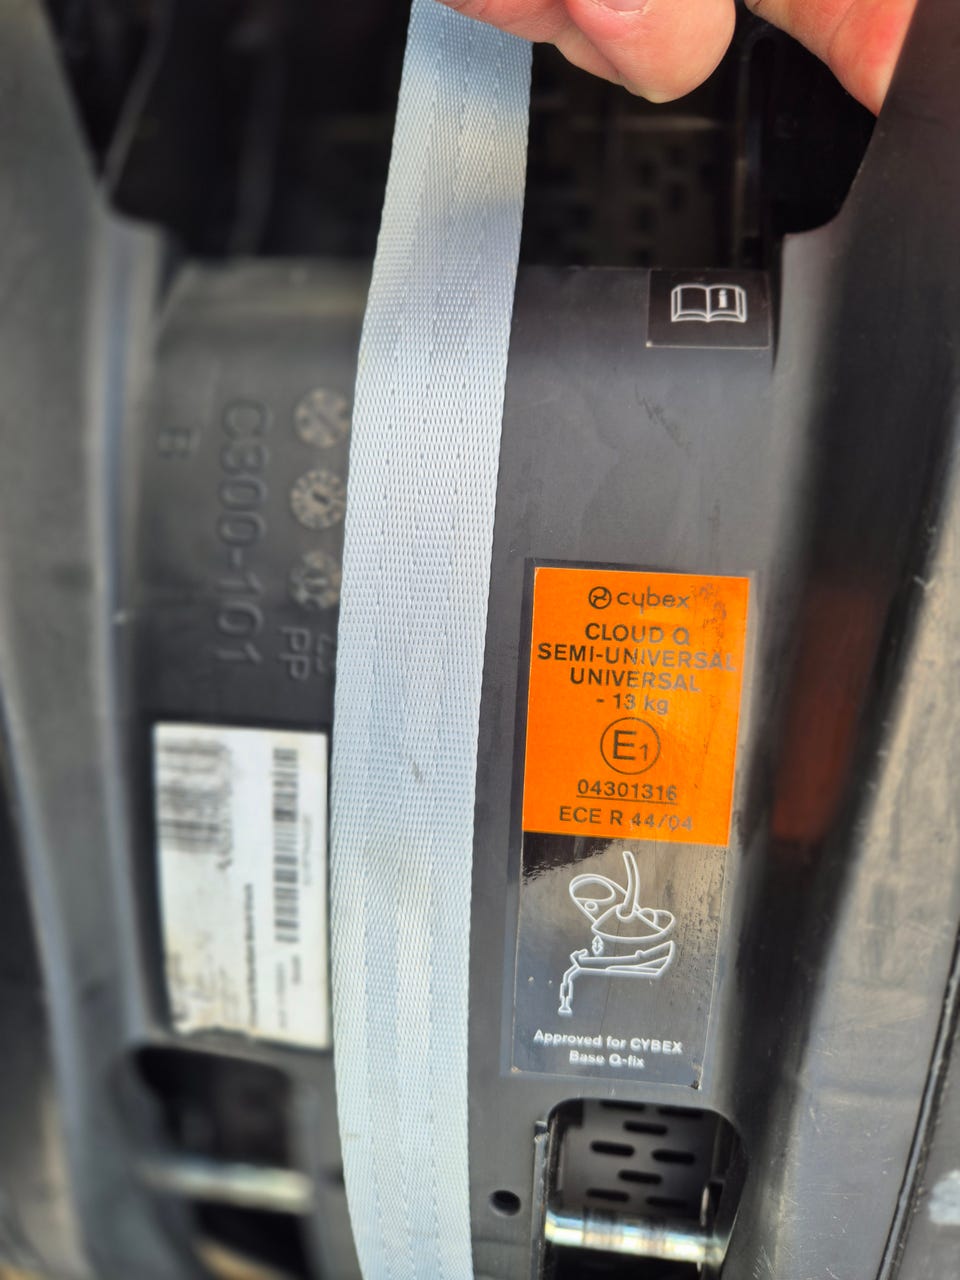 i
C300-1101
B
PP
cybex
CLOUD Q
SEMI-UNIVERSAL
UNIVERSAL
- 13 kg
E1
04301316
ECE R 44/04
Approved for CYBEX
Base Q-fix